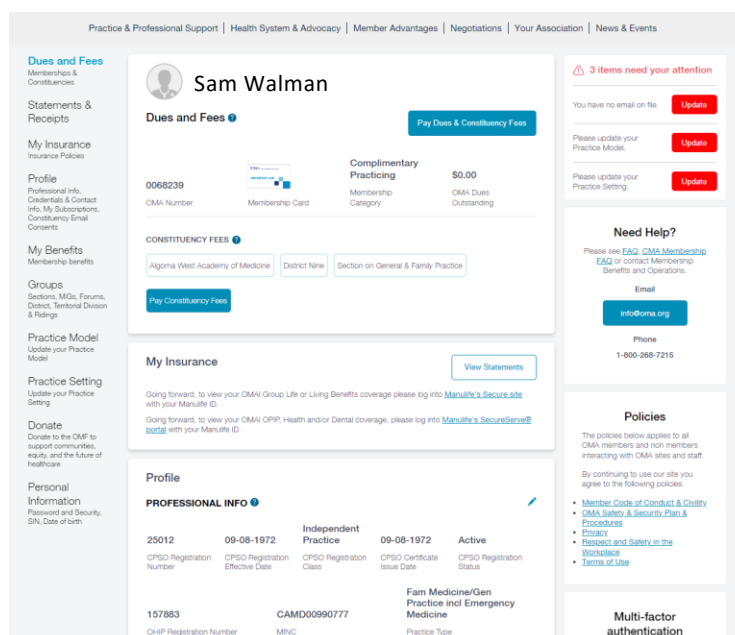 Practice & Professional Support | Health System & Advocacy | Member Advantages | Negotiations | Your Association | News & Events
Dues and Fees
Memberships &
Constituencies
Statements &
Receipts
My Insurance
Insurance Policies
Profile
Professional Info,
Credentials & Contact
Info, My Subscriptions,
Constituency Email
Consents
My Benefits
Membership benefits
Groups
Sections, MIGs, Forums,
District, Territorial Division
& Ridings
Practice Model
Update your Practice
Model
Practice Setting
Update your Practice
Setting
Donate
Donate to the OMF to
support communities,
equity, and the future of
healthcare
Personal
Information
Password and Security,
SIN, Date of birth
Sam Walman
Dues and Fees
Pay Dues & Constituency Fees
0068239
OMA Number
Membership Card
Complimentary
Practicing
Membership
Category
$0.00
OMA Dues
Outstanding
CONSTITUENCY FEES
Algoma West Academy of Medicine
District Nine
Section on General & Family Practice
Pay Constituency Fees
My Insurance
View Statements
Going forward, to view your OMAI Group Life or Living Benefits coverage please log into Manulife's Secure site
with your Manulife ID.
Going forward, to view your OMAI OPIP, Health and/or Dental coverage, please log into Manulife's SecureServe®
portal with your Manulife ID.
Profile
PROFESSIONAL INFO
25012
CPSO Registration
Number
09-08-1972
CPSO Registration
Effective Date
Independent
Practice
CPSO Registration
Class
09-08-1972
CPSO Certificate
Issue Date
Active
CPSO Registration
Status
157883
OHIP Registration Number
CAMD00990777
MINC
Fam Medicine/Gen
Practice incl Emergency
Medicine
Practice Type
3 items need your attention
You have no email on file.
Update
Please update your
Practice Model.
Update
Please update your
Practice Setting.
Update
Need Help?
Please see FAQ, CMA Membership
FAQ or contact Membership
Benefits and Operations.
Email
info@oma.org
Phone
1-800-268-7215
Policies
The policies below applies to all
OMA members and non members
interacting with OMA sites and staff.
By continuing to use our site you
agree to the following policies:
• Member Code of Conduct & Civility
• OMA Safety & Security Plan &
Procedures
• Privacy
• Respect and Safety in the
Workplace
• Terms of Use
Multi-factor
authentication